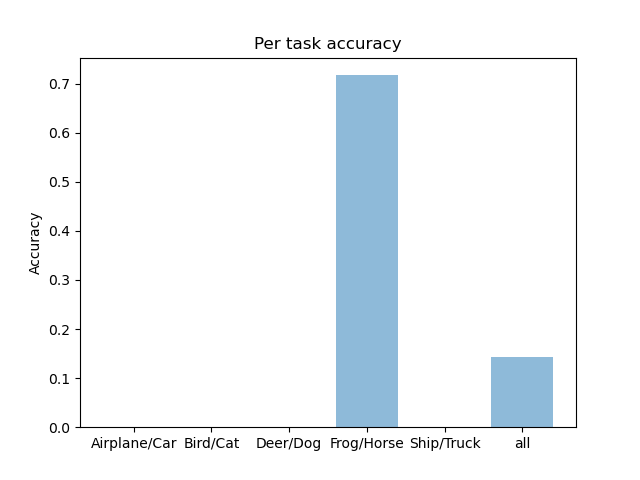 Per task accuracy
Accuracy
0.7
0.6
0.5
0.4
0.3
0.2
0.1
0.0
Airplane/Car Bird/Cat Deer/Dog Frog/Horse Ship/Truck all